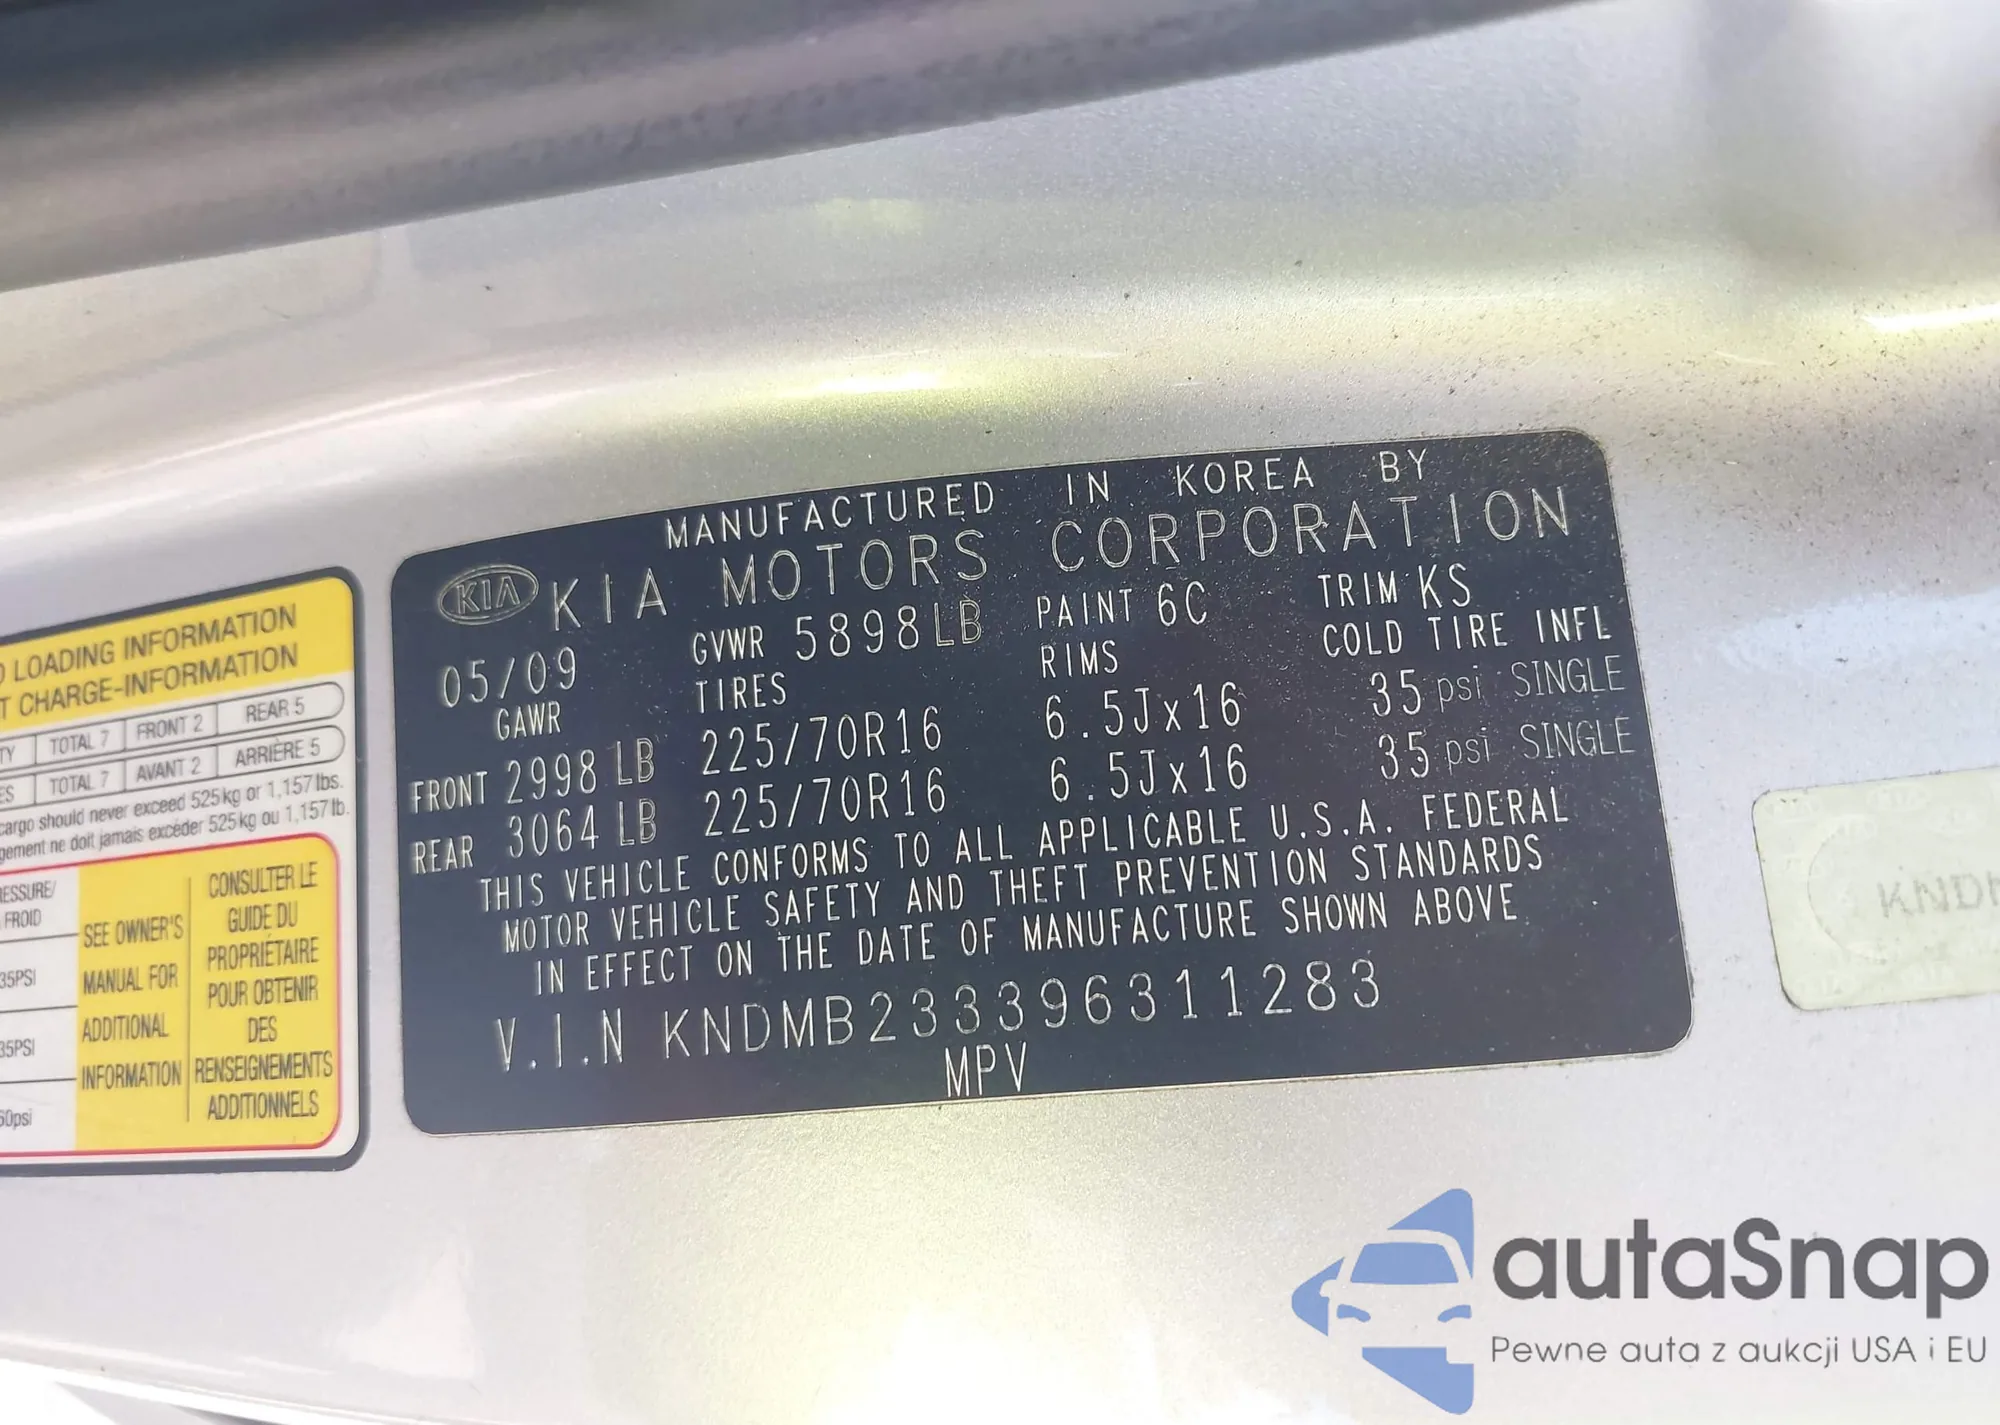 MANUFACTURED IN KOREA BY
KIA KIA MOTORS CORPORATION
05/09 GVWR 5898LB PAINT 6C TRIM KS
GAWR TIRES RIMS COLD TIRE INFL
FRONT 2998 LB 225/70R16 6.5Jx16 35 psi SINGLE
REAR 3064 LB 225/70R16 6.5Jx16 35 psi SINGLE
THIS VEHICLE CONFORMS TO ALL APPLICABLE U.S.A. FEDERAL
MOTOR VEHICLE SAFETY AND THEFT PREVENTION STANDARDS
IN EFFECT ON THE DATE OF MANUFACTURE SHOWN ABOVE
V.I.N KNDMB233396311283
MPV
LOADING INFORMATION
CHARGE-INFORMATION
TOTAL 7 FRONT 2 REAR 5
TOTAL 7 AVANT 2 ARRIÈRE 5
cargo should never exceed 525kg or 1,157 lbs.
ne doit jamais excéder 525kg ou 1,157 lb.
FROID
35PSI
35PSI
60psi
SEE OWNER'S
MANUAL FOR
ADDITIONAL
INFORMATION
CONSULTER LE
GUIDE DU
PROPRIÉTAIRE
POUR OBTENIR
DES
RENSEIGNEMENTS
ADDITIONNELS
autaSnap
Pewne auta z aukcji USA i EU